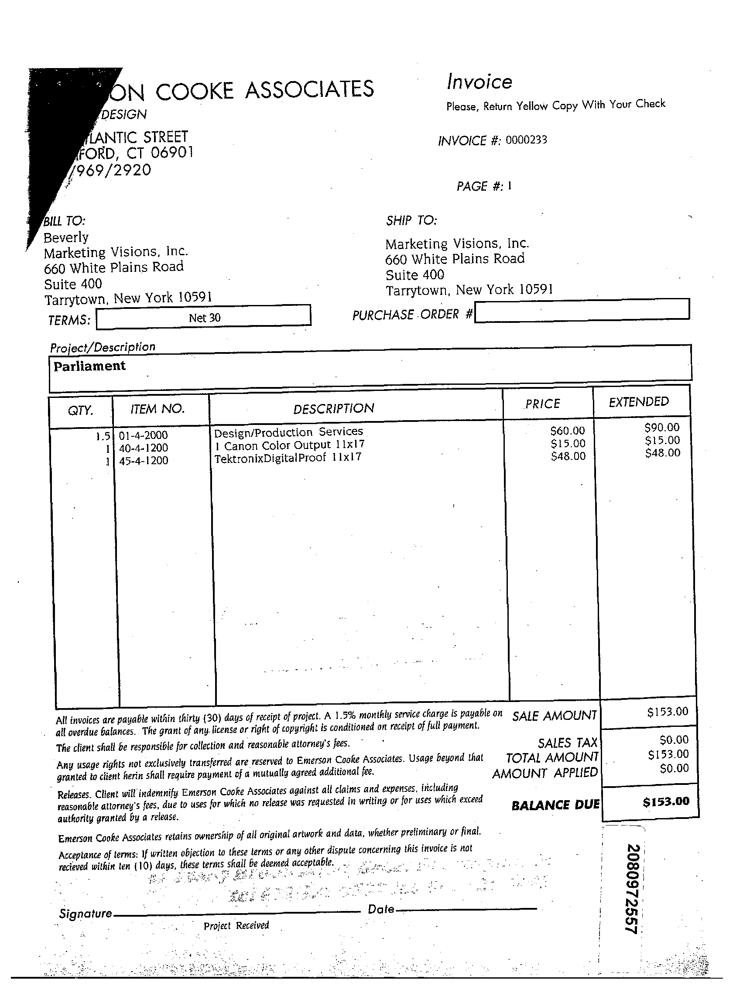 ON COOKE ASSOCIATES
DESIGN
LANTIC STREET
FORD, CT 06901
/969/2920
Invoice
Please, Return Yellow Copy With Your Check
INVOICE #: 0000233
PAGE #: 1
BILL TO:
Beverly
Marketing Visions, Inc.
660 White Plains Road
Suite 400
Tarrytown, New York 10591
SHIP TO:
Marketing Visions, Inc.
660 White Plains Road
Suite 400
Tarrytown, New York 10591
TERMS: Net 30
PURCHASE ORDER #
Project/Description
Parliament
QTY. ITEM NO. DESCRIPTION PRICE EXTENDED
1.5 01-4-2000 Design/Production Services $60.00 $90.00
1 40-4-1200 1 Canon Color Output 11x17 $15.00 $15.00
1 45-4-1200 TektronixDigitalProof 11x17 $48.00 $48.00
All invoices are payable within thirty (30) days of receipt of project. A 1.5% monthly service charge is payable on
all overdue balances. The grant of any license or right of copyright is conditioned on receipt of full payment.
The client shall be responsible for collection and reasonable attorney's fees.
Any usage rights not exclusively transferred are reserved to Emerson Cooke Associates. Usage beyond that
granted to client herin shall require payment of a mutually agreed additional fee.
Releases. Client will indemnify Emerson Cooke Associates against all claims and expenses, including
reasonable attorney's fees, due to uses for which no release was requested in writing or for uses which exceed
authority granted by a release.
Emerson Cooke Associates retains ownership of all original artwork and data, whether preliminary or final.
Acceptance of terms: If written objection to these terms or any other dispute concerning this invoice is not
recieved within ten (10) days, these terms shall be deemed acceptable.
SALE AMOUNT $153.00
SALES TAX $0.00
TOTAL AMOUNT $153.00
AMOUNT APPLIED $0.00
BALANCE DUE $153.00
Signature Date
Project Received
2080972557